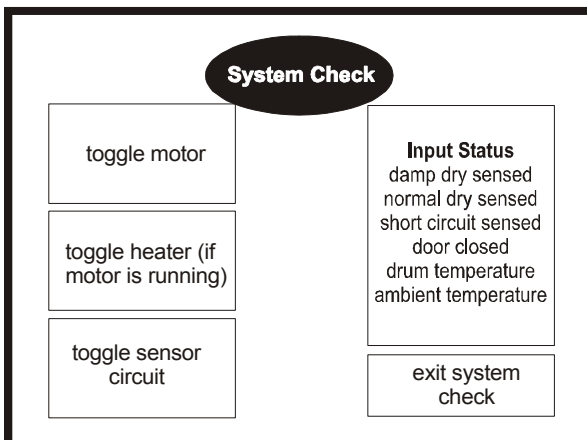 System Check
toggle motor
toggle heater (if
motor is running)
toggle sensor
circuit
Input Status
damp dry sensed
normal dry sensed
short circuit sensed
door closed
drum temperature
ambient temperature
exit system
check